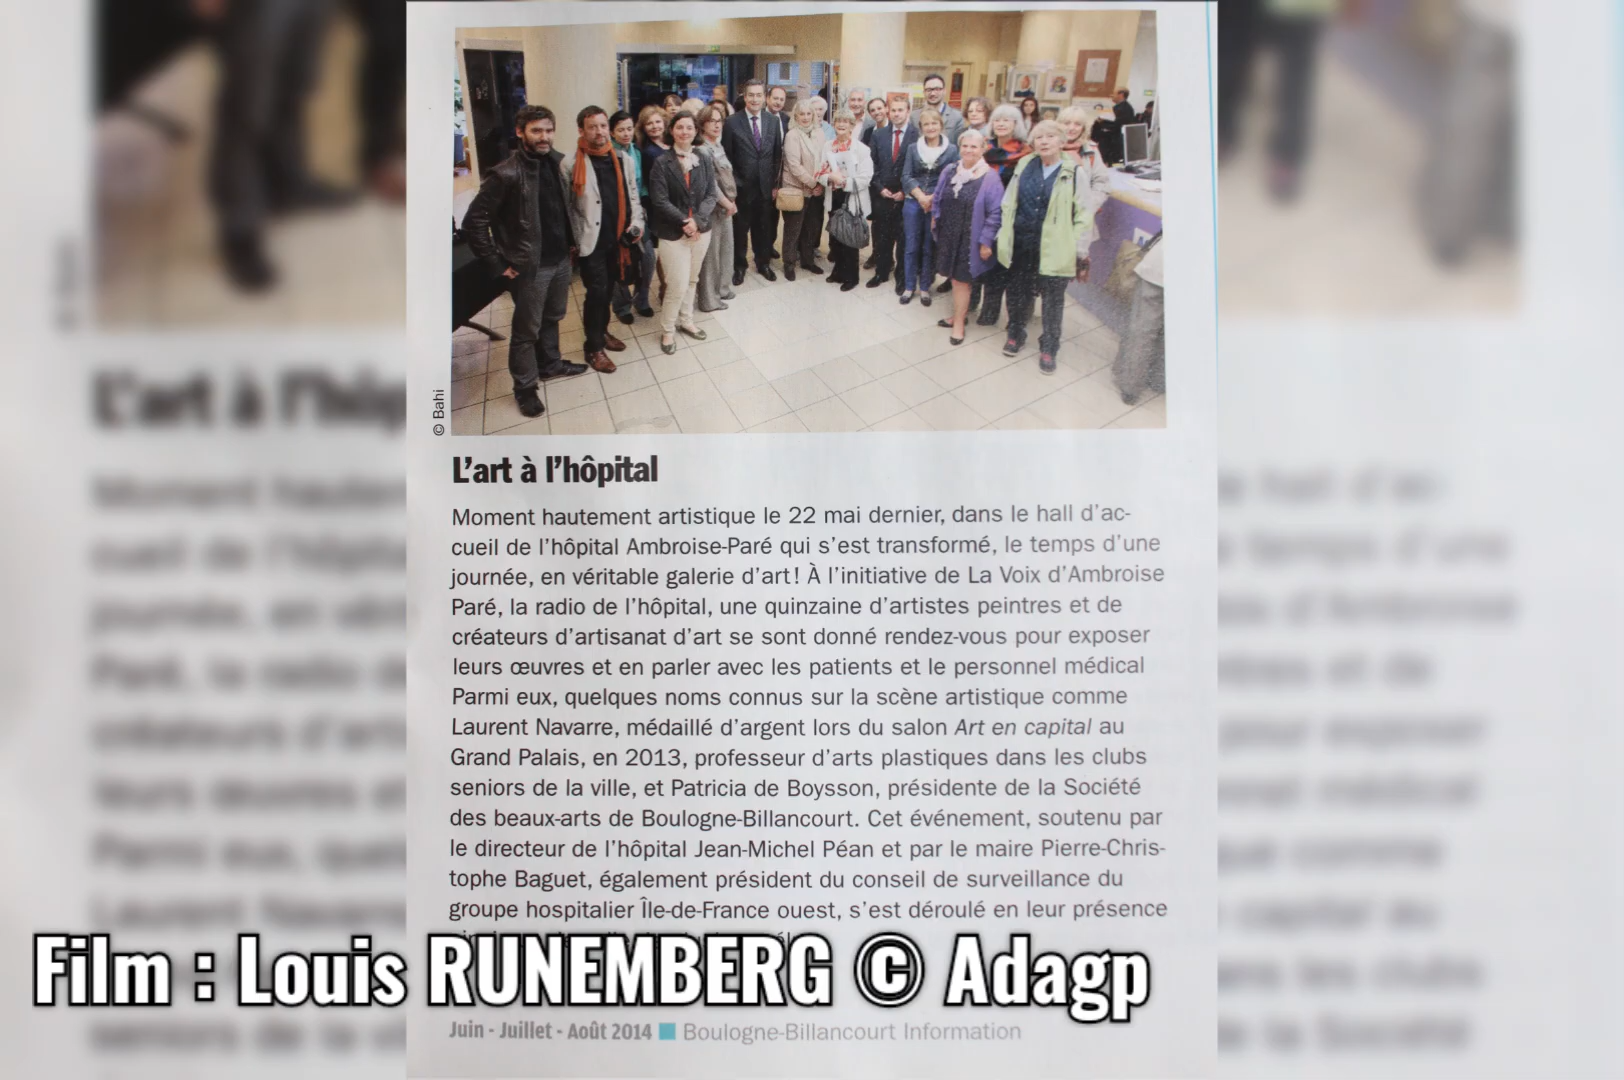 © Bahi
L'art à l'hôpital
Moment hautement artistique le 22 mai dernier, dans le hall d'ac-
cueil de l'hôpital Ambroise-Paré qui s'est transformé, le temps d'une
journée, en véritable galerie d'art! À l'initiative de La Voix d'Ambroise
Paré, la radio de l'hôpital, une quinzaine d'artistes peintres et de
créateurs d'artisanat d'art se sont donné rendez-vous pour exposer
leurs œuvres et en parler avec les patients et le personnel médical
Parmi eux, quelques noms connus sur la scène artistique comme
Laurent Navarre, médaillé d'argent lors du salon Art en capital au
Grand Palais, en 2013, professeur d'arts plastiques dans les clubs
seniors de la ville, et Patricia de Boysson, présidente de la Société
des beaux-arts de Boulogne-Billancourt. Cet événement, soutenu par
le directeur de l'hôpital Jean-Michel Péan et par le maire Pierre-Chris-
tophe Baguet, également président du conseil de surveillance du
groupe hospitalier Île-de-France ouest, s'est déroulé en leur présence
Film : Louis RUNEMBERG © Adagp
Juin - Juillet - Août 2014 Boulogne-Billancourt Information